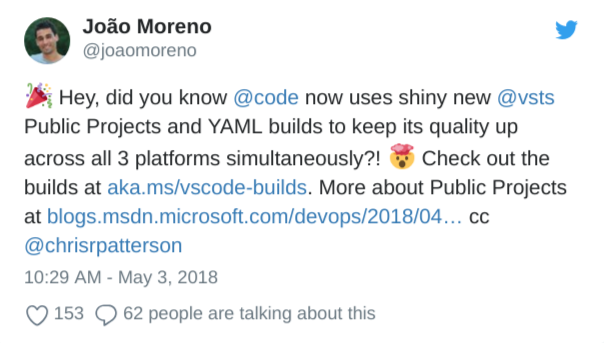 João Moreno
@joaomoreno
🎉 Hey, did you know @code now uses shiny new @vsts
Public Projects and YAML builds to keep its quality up
across all 3 platforms simultaneously?! 🤯 Check out the
builds at aka.ms/vscode-builds. More about Public Projects
at blogs.msdn.microsoft.com/devops/2018/04… cc
@chrisrpatterson
10:29 AM - May 3, 2018
153 62 people are talking about this